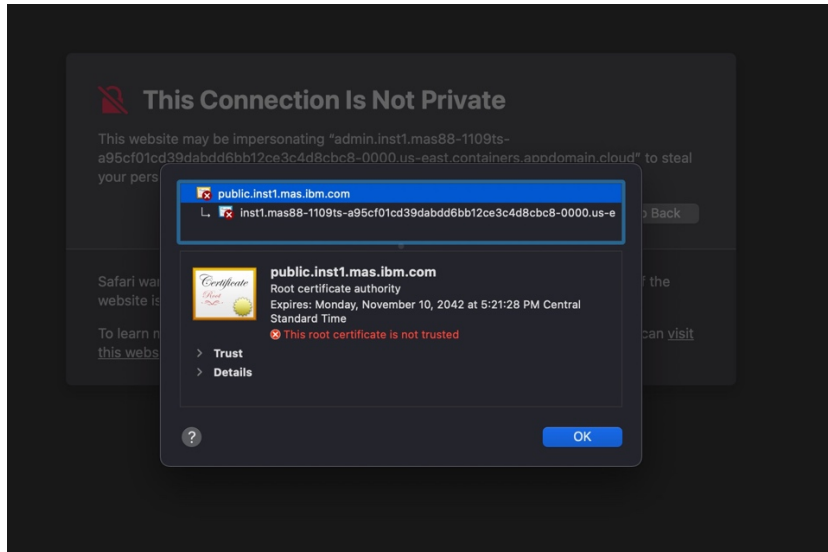 This Connection Is Not Private
This website may be impersonating “admin.inst1.mas88-1109ts-
a95cf01cd39dabdd6bb12ce3c4d8cbc8-0000.us-east.containers.appdomain.cloud” to steal
your pers
public.inst1.mas.ibm.com
inst1.mas88-1109ts-a95cf01cd39dabdd6bb12ce3c4d8cbc8-0000.us-e
Back
public.inst1.mas.ibm.com
Root certificate authority
Expires: Monday, November 10, 2042 at 5:21:28 PM Central
Standard Time
This root certificate is not trusted
Certificate
Root
Trust
Details
Safari war
f the
website is
To learn m
can visit
this webs
?
OK